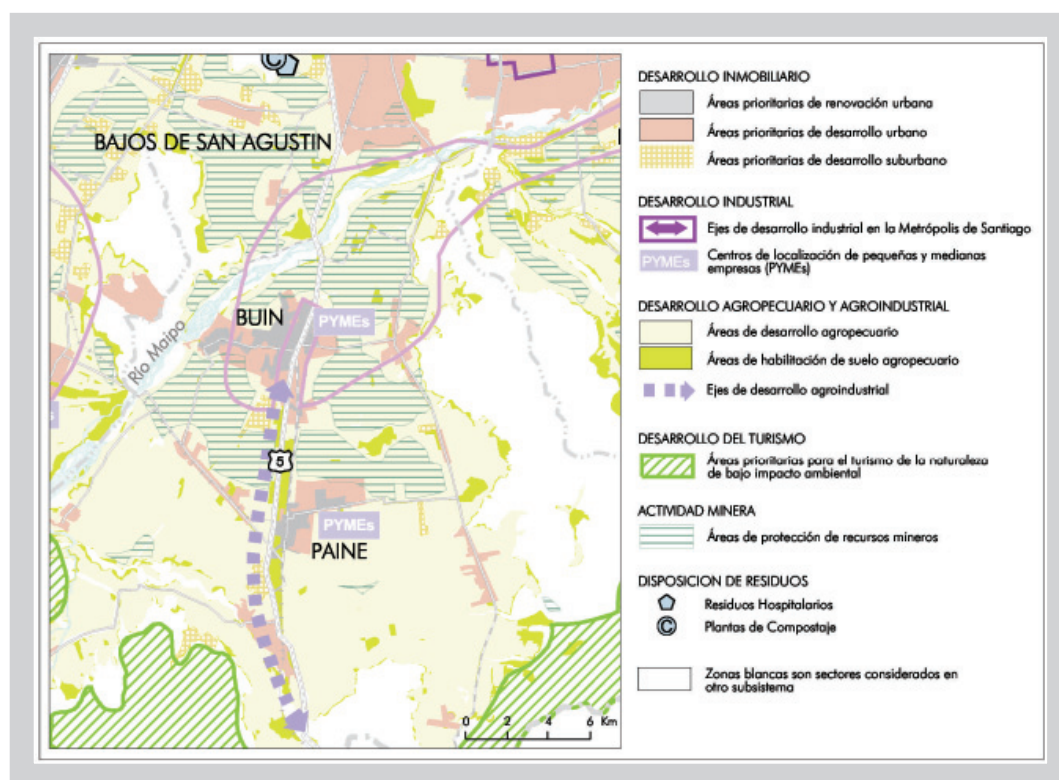 BAJOS DE SAN AGUSTIN
Río Maipo
BUIN
PYMEs
5
PYMEs
PAINE
0 2 4 6 Km
DESARROLLO INMOBILIARIO
Áreas prioritarias de renovación urbana
Áreas prioritarias de desarrollo urbano
Áreas prioritarias de desarrollo suburbano
DESARROLLO INDUSTRIAL
Ejes de desarrollo industrial en la Metrópolis de Santiago
PYMEs
Centros de localización de pequeñas y medianas
empresas (PYMEs)
DESARROLLO AGROPECUARIO Y AGROINDUSTRIAL
Áreas de desarrollo agropecuario
Áreas de habilitación de suelo agropecuario
Ejes de desarrollo agroindustrial
DESARROLLO DEL TURISMO
Áreas prioritarias para el turismo de la naturaleza
de bajo impacto ambiental
ACTIVIDAD MINERA
Áreas de protección de recursos mineros
DISPOSICION DE RESIDUOS
Residuos Hospitalarios
C
Plantas de Compostaje
Zonas blancas son sectores considerados en
otro subsistema